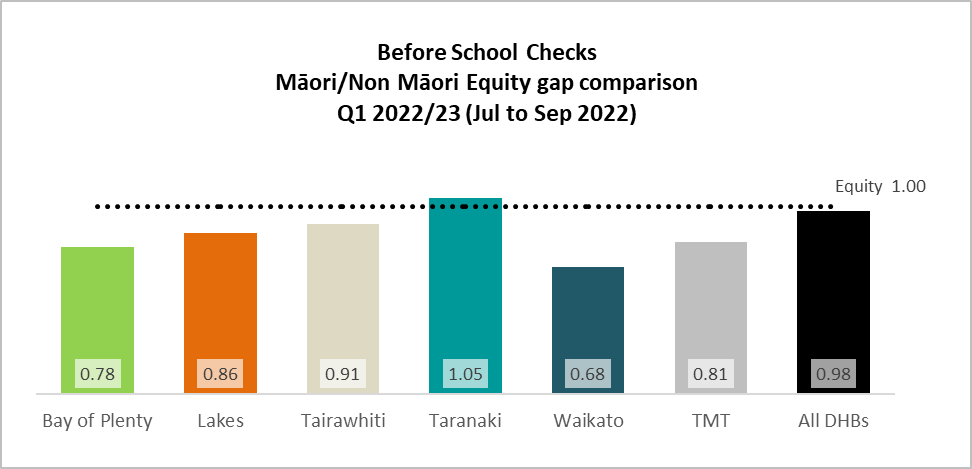 Before School Checks
Māori/Non Māori Equity gap comparison
Q1 2022/23 (Jul to Sep 2022)
Equity 1.00
0.78 0.86 0.91 1.05 0.68 0.81 0.98
Bay of Plenty Lakes Tairawhiti Taranaki Waikato TMT All DHBs